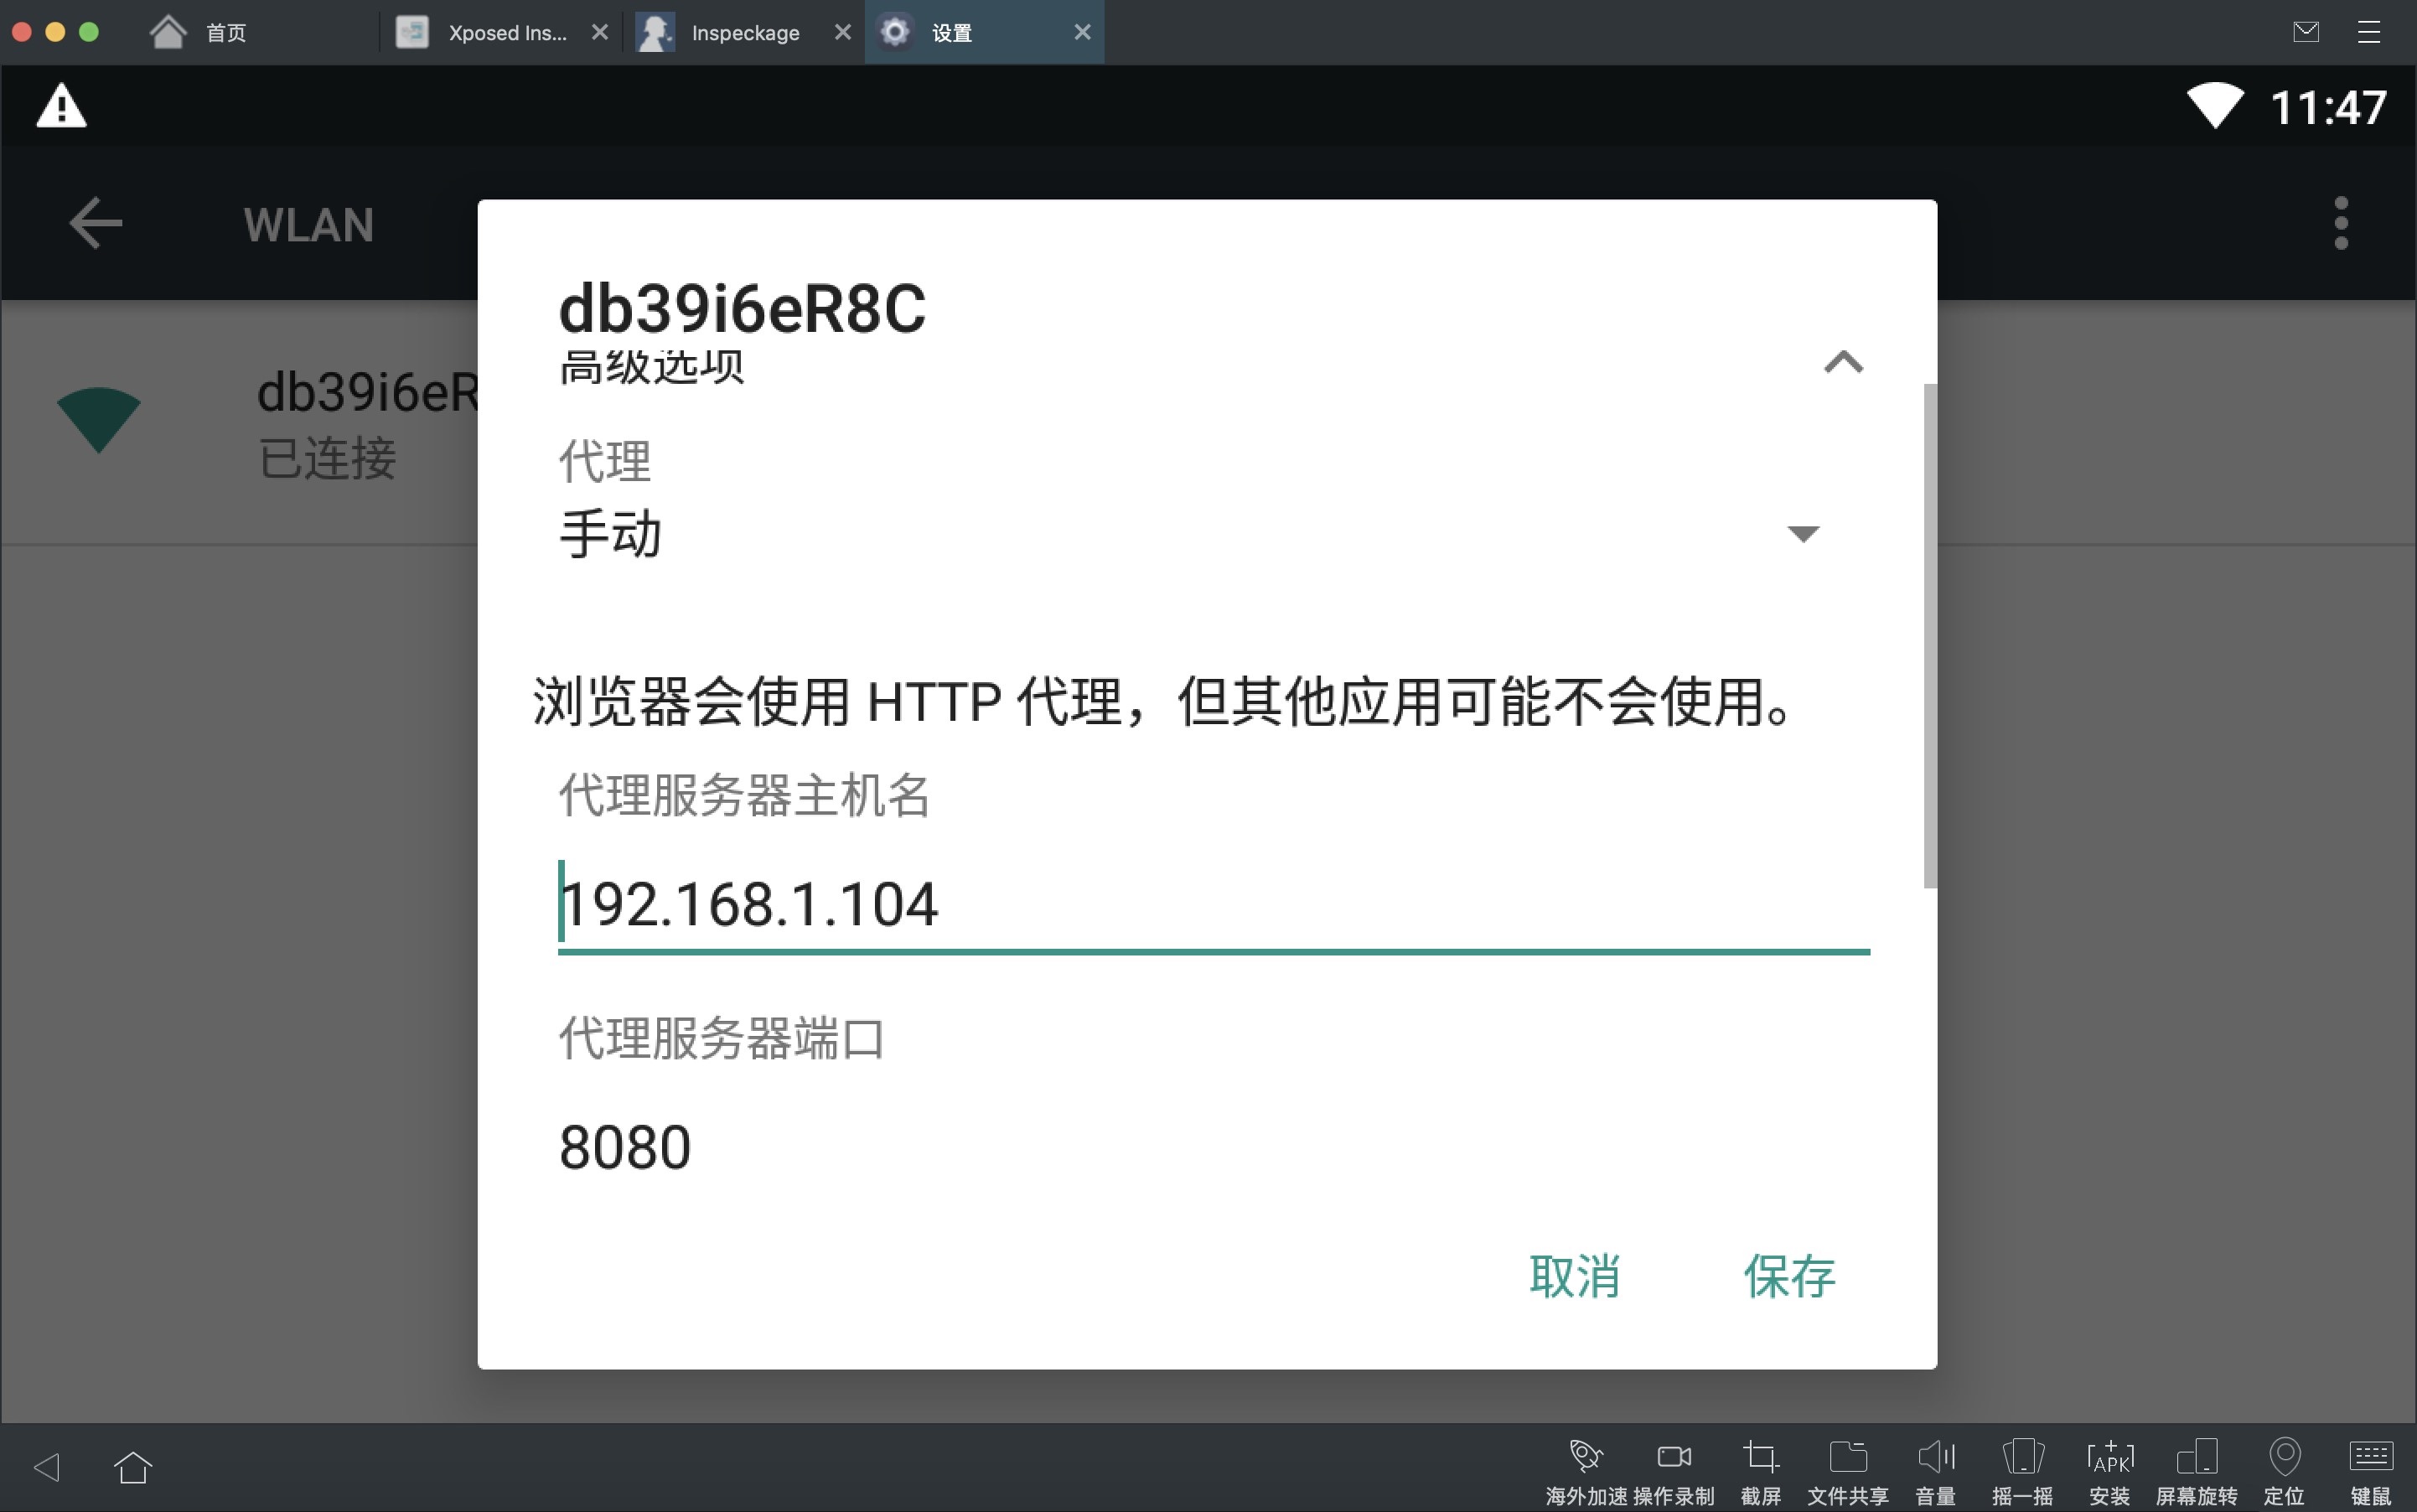 首页
Xposed Ins...
Inspeckage
设置
11:47
WLAN
db39i6eR
已连接
db39i6eR8C
高级选项
代理
手动
浏览器会使用 HTTP 代理，但其他应用可能不会使用。
代理服务器主机名
192.168.1.104
代理服务器端口
8080
取消
保存
APK
海外加速 操作录制 截屏 文件共享 音量 摇一摇 安装 屏幕旋转 定位 键鼠